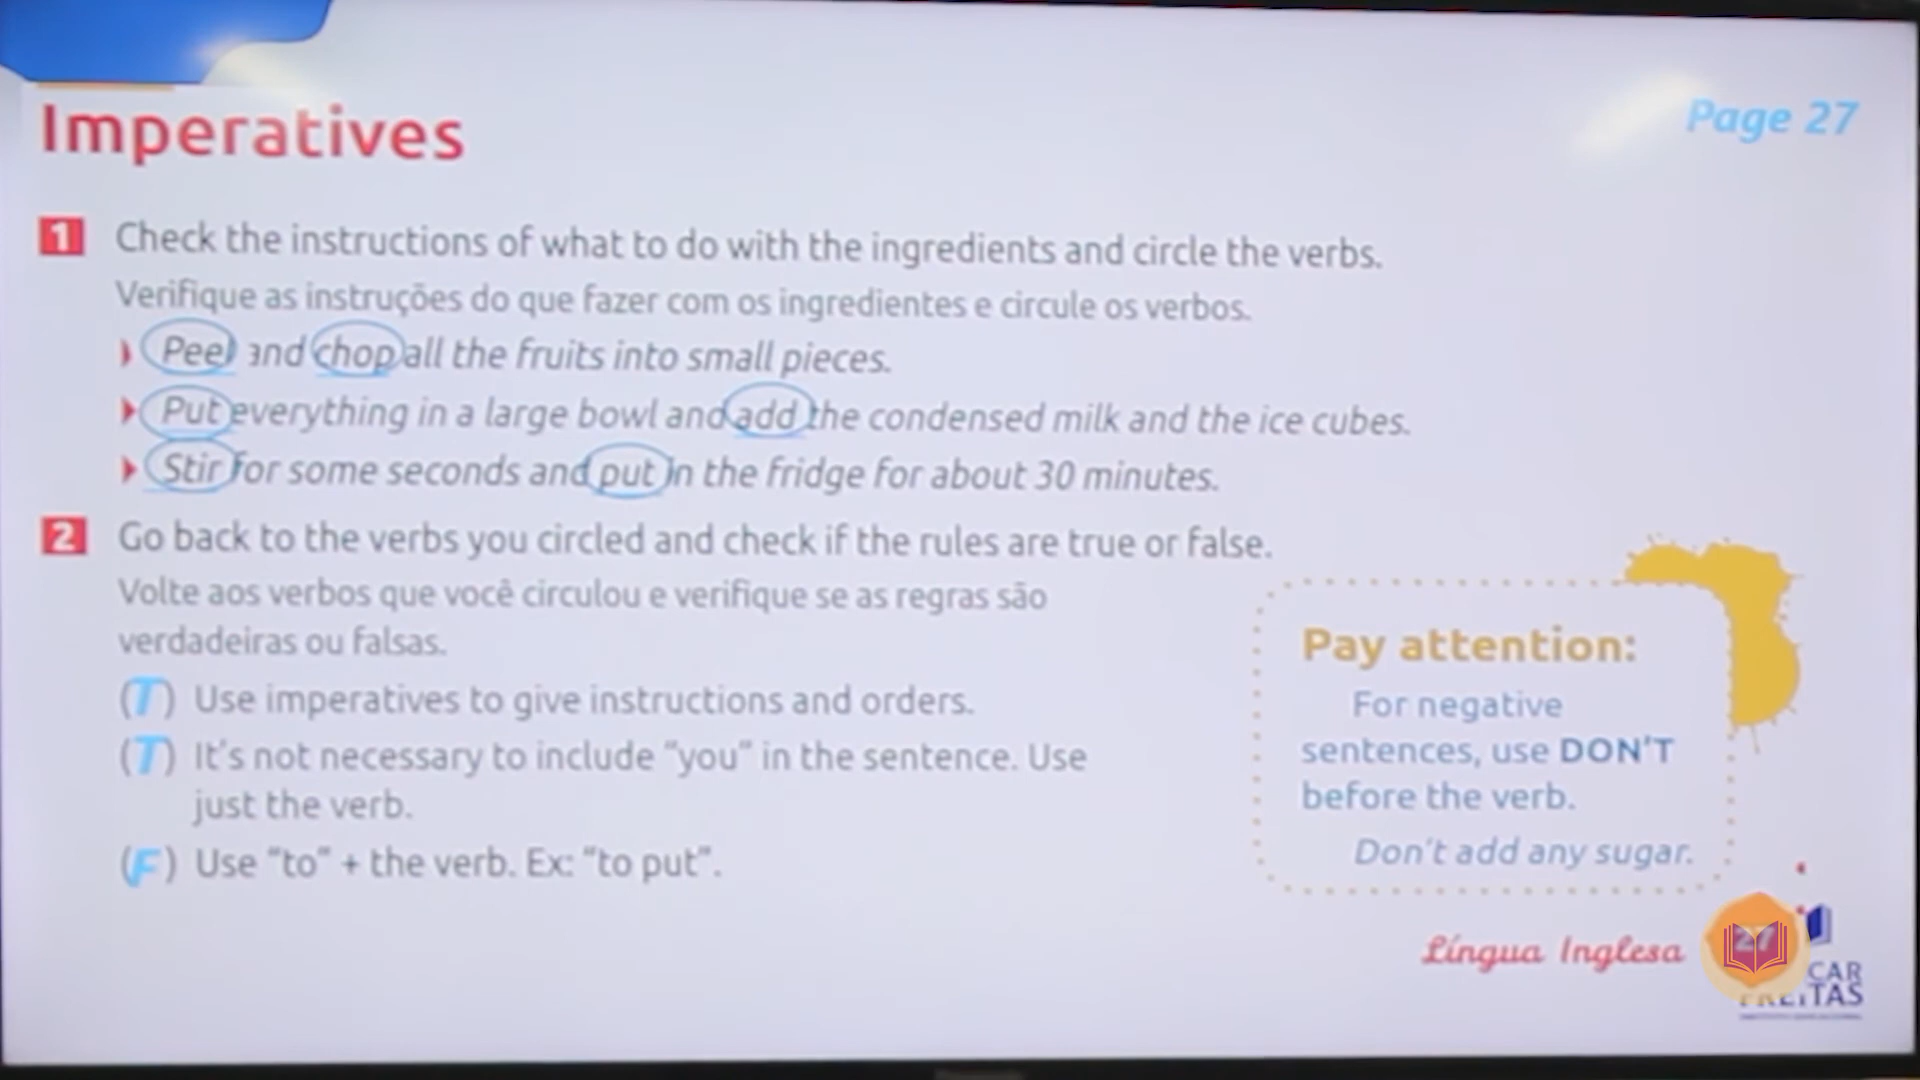 Imperatives
Page 27
1 Check the instructions of what to do with the ingredients and circle the verbs.
Verifique as instruções do que fazer com os ingredientes e circule os verbos.
Peel and chop all the fruits into small pieces.
Put everything in a large bowl and add the condensed milk and the ice cubes.
Stir for some seconds and put in the fridge for about 30 minutes.
2 Go back to the verbs you circled and check if the rules are true or false.
Volte aos verbos que você circulou e verifique se as regras são
verdadeiras ou falsas.
(T) Use imperatives to give instructions and orders.
(T) It's not necessary to include “you” in the sentence. Use
just the verb.
(F) Use “to” + the verb. Ex: “to put”.
Pay attention:
For negative
sentences, use DON'T
before the verb.
Don't add any sugar.
Língua Inglesa
27
CAR
FREITAS